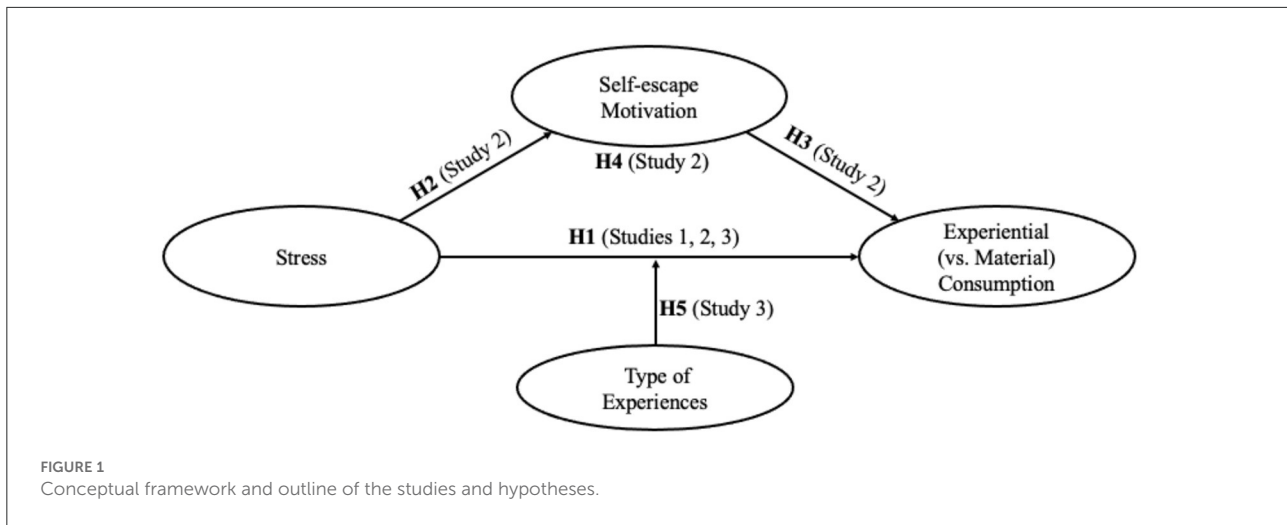 Self-escape
Motivation
H2 (Study 2)
H3 (Study 2)
H4 (Study 2)
Stress
H1 (Studies 1, 2, 3)
Experiential
(vs. Material)
Consumption
H5 (Study 3)
Type of
Experiences
FIGURE 1
Conceptual framework and outline of the studies and hypotheses.